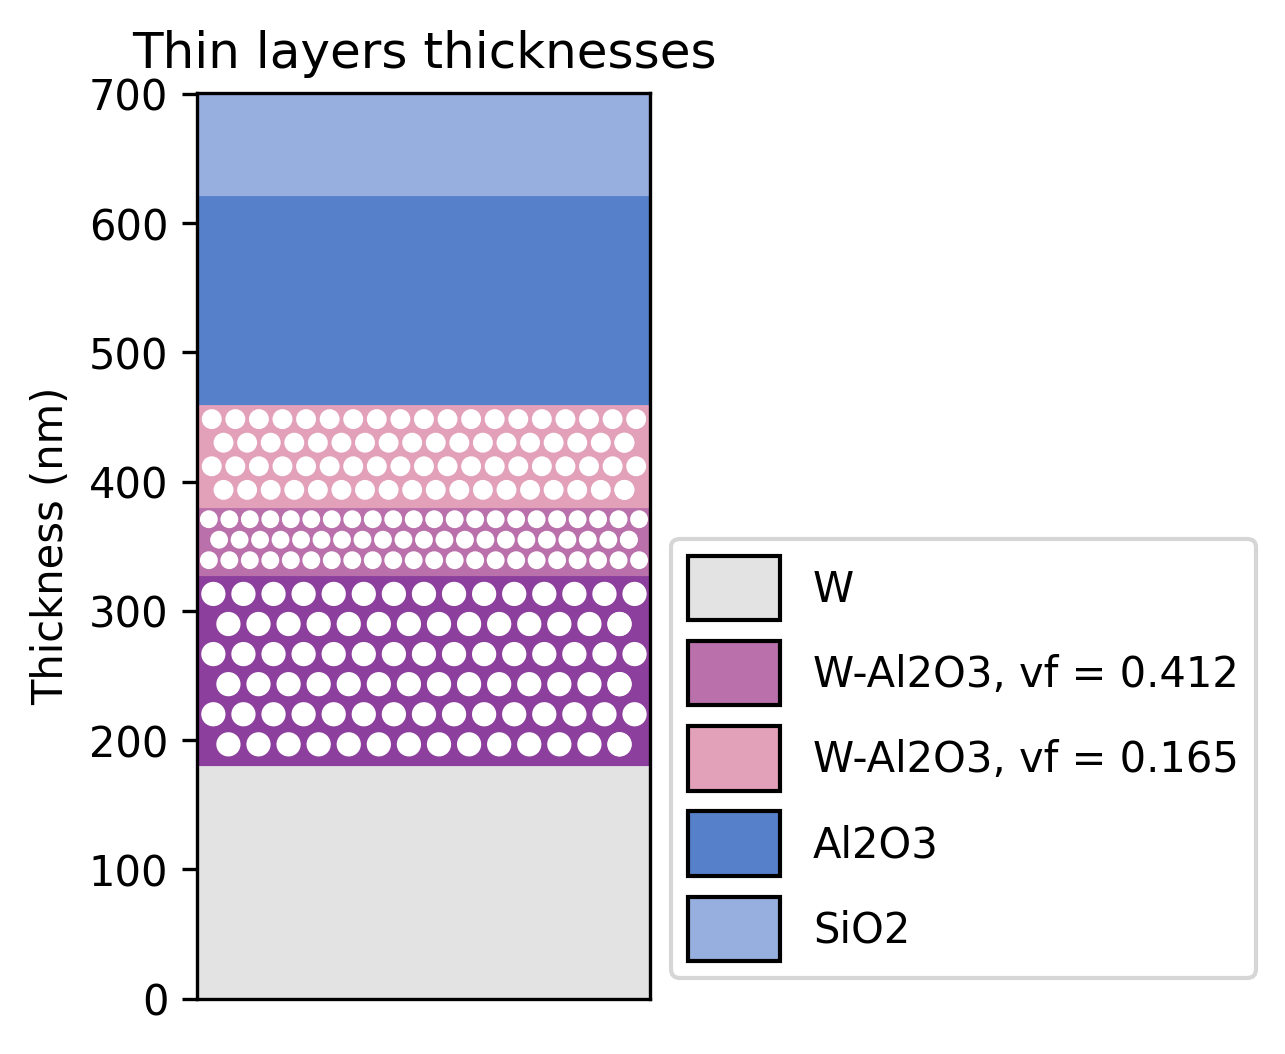 Thin layers thicknesses
700
600
500
400
300
200
100
0
Thickness (nm)
W
W-Al2O3, vf = 0.412
W-Al2O3, vf = 0.165
Al2O3
SiO2